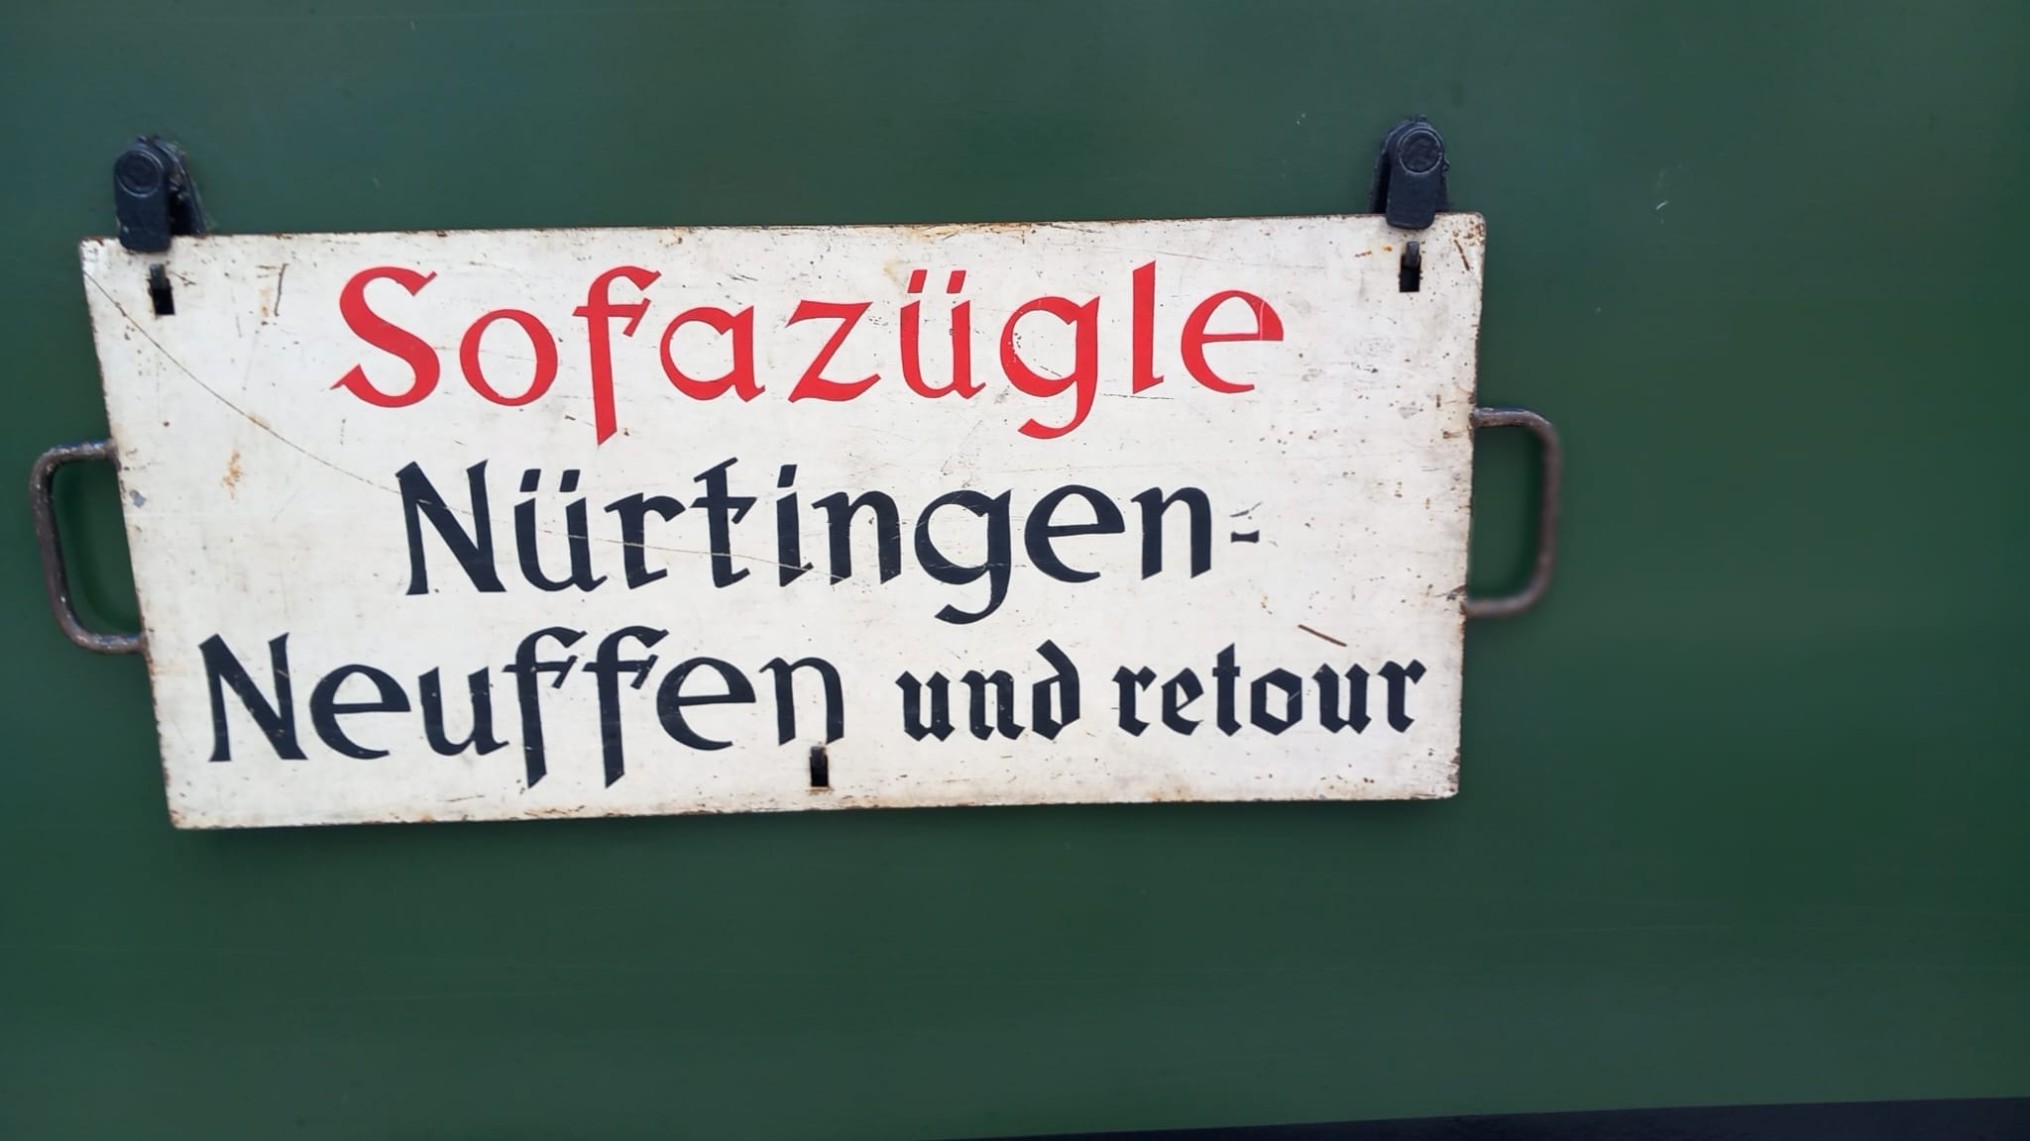 Sofazügle
Nürtingen-
Neuffen und retour